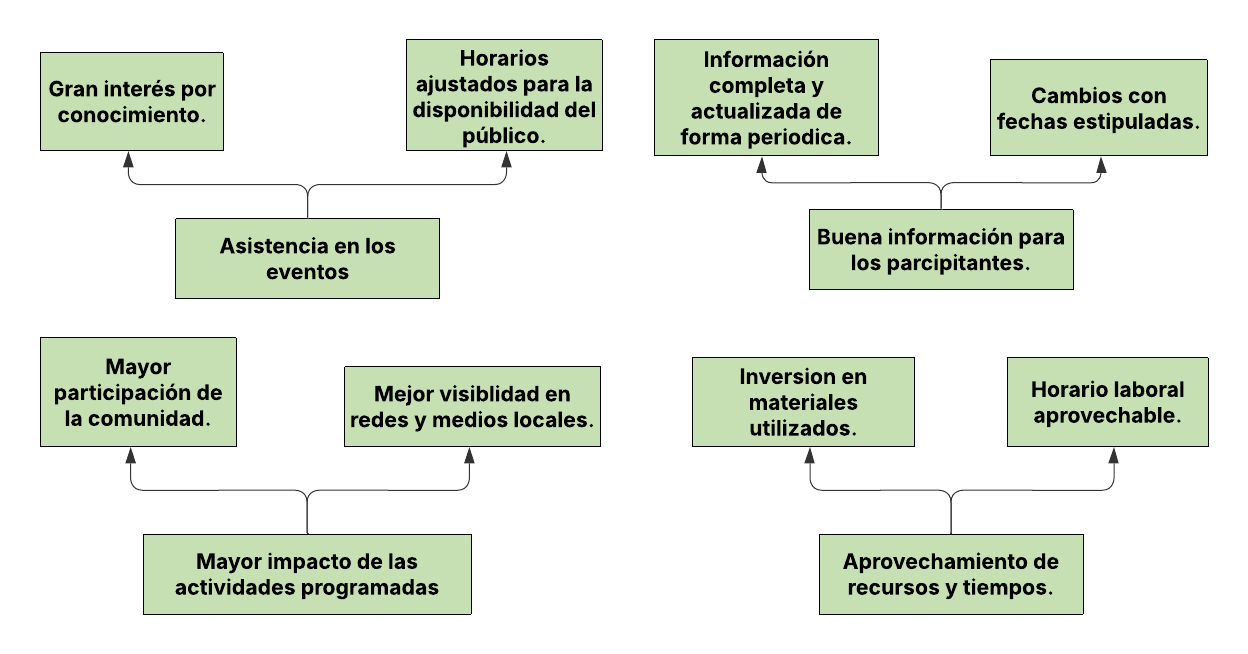 Gran interés por
conocimiento.
Horarios
ajustados para la
disponibilidad del
público.
Información
completa y
actualizada de
forma periodica.
Cambios con
fechas estipuladas.
Asistencia en los
eventos
Buena información para
los parcipitantes.
Mayor
participación de
la comunidad.
Mejor visiblidad en
redes y medios locales.
Inversion en
materiales
utilizados.
Horario laboral
aprovechable.
Mayor impacto de las
actividades programadas
Aprovechamiento de
recursos y tiempos.